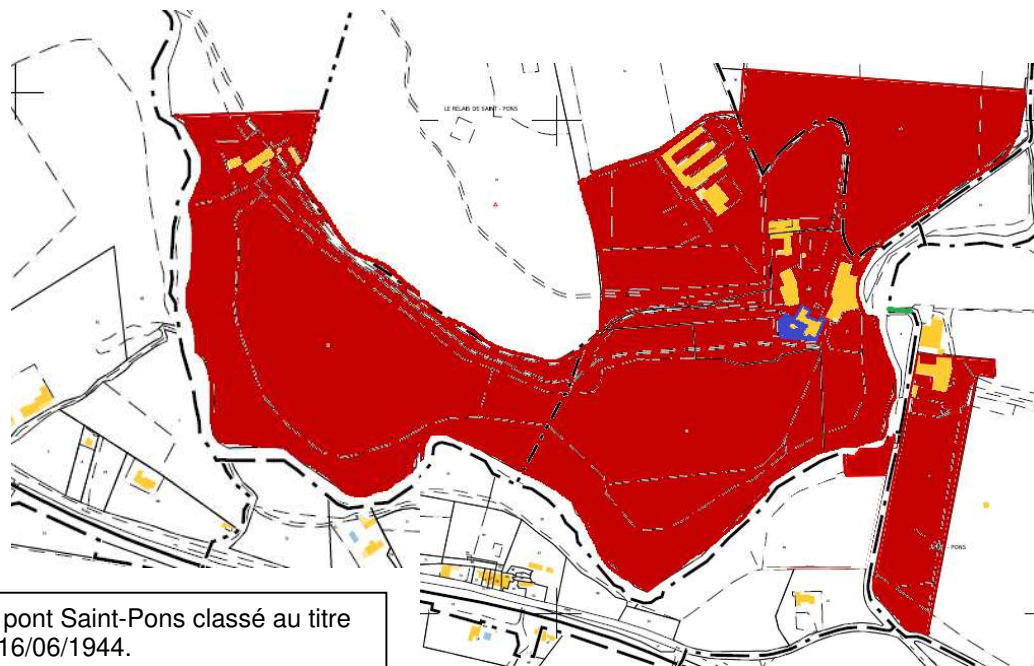 LE RELAIS DE SAINT - PONS
- PONS
pont Saint-Pons classé au titre
16/06/1944.